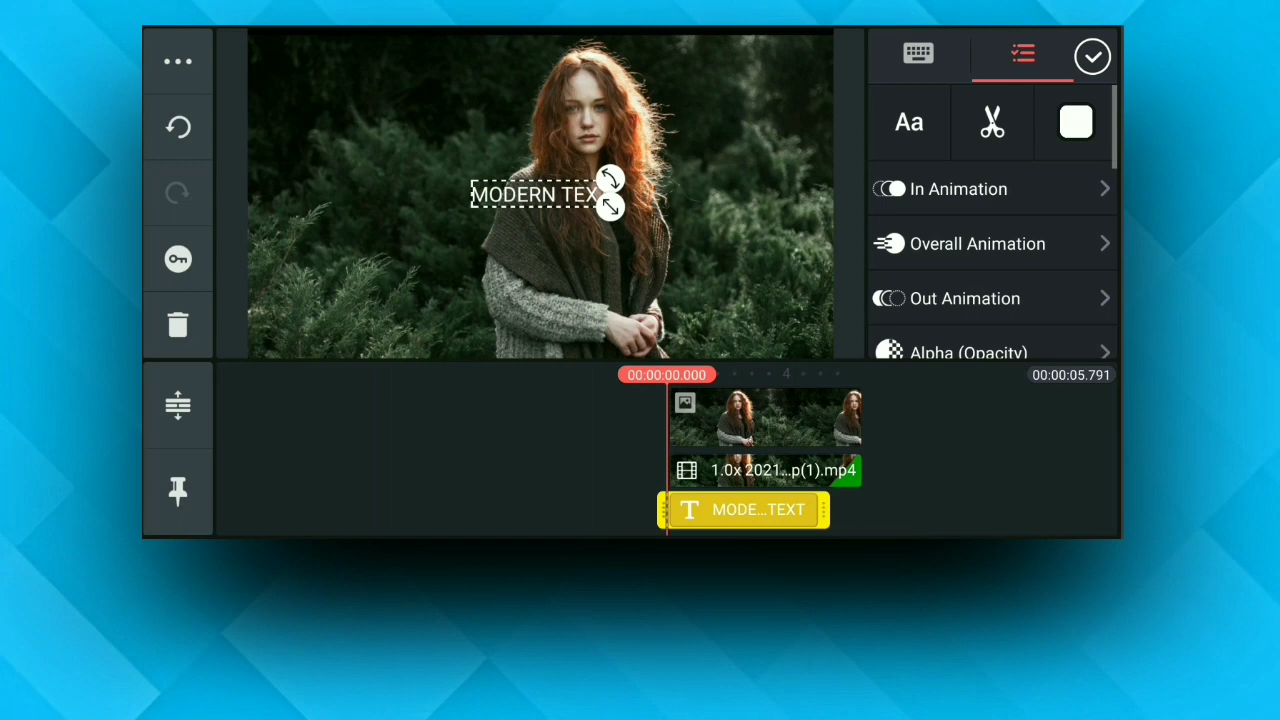 Aa
MODERN TEX
In Animation
Overall Animation
Out Animation
Alpha (Opacity)
00:00:00.000
4
00:00:05.791
1.0x 2021...p(1).mp4
T MODE...TEXT